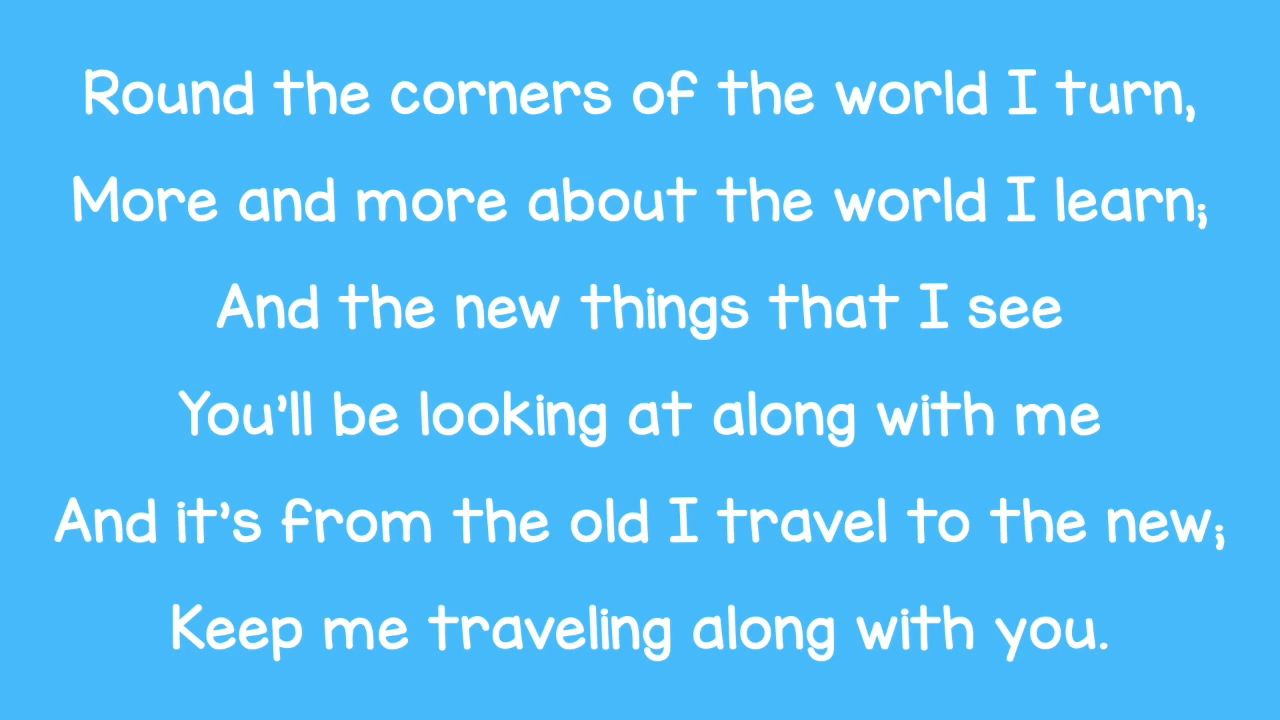 Round the corners of the world I turn,
More and more about the world I learn;
And the new things that I see
You'll be looking at along with me
And it's from the old I travel to the new;
Keep me traveling along with you.